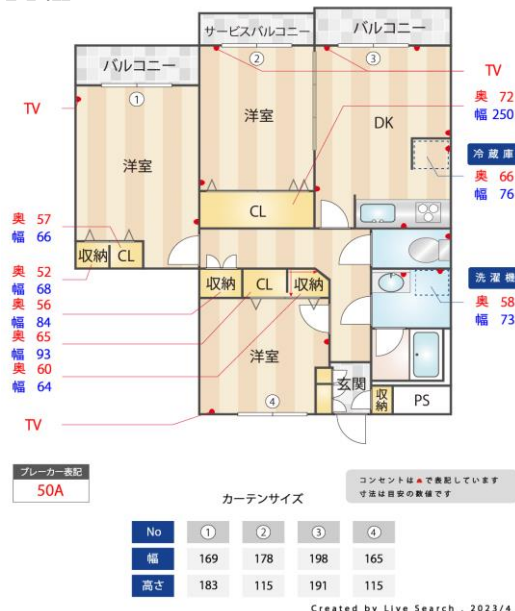 サービスバルコニー
バルコニー
バルコニー
②
③
TV
①
TV
奥 72
幅 250
洋室
DK
洋室
冷蔵庫
奥 66
幅 76
CL
奥 57
幅 66
収納
CL
洗濯機
奥 52
幅 68
収納
CL
収納
奥 58
幅 73
奥 56
幅 84
奥 65
幅 93
洋室
奥 60
幅 64
玄関
④
収納
PS
TV
ブレーカー表記
50A
コンセントは で表記しています
寸法は目安の数値です
カーテンサイズ
No ① ② ③ ④
幅 169 178 198 165
高さ 183 115 191 115
Created by Live Search . 2023/4